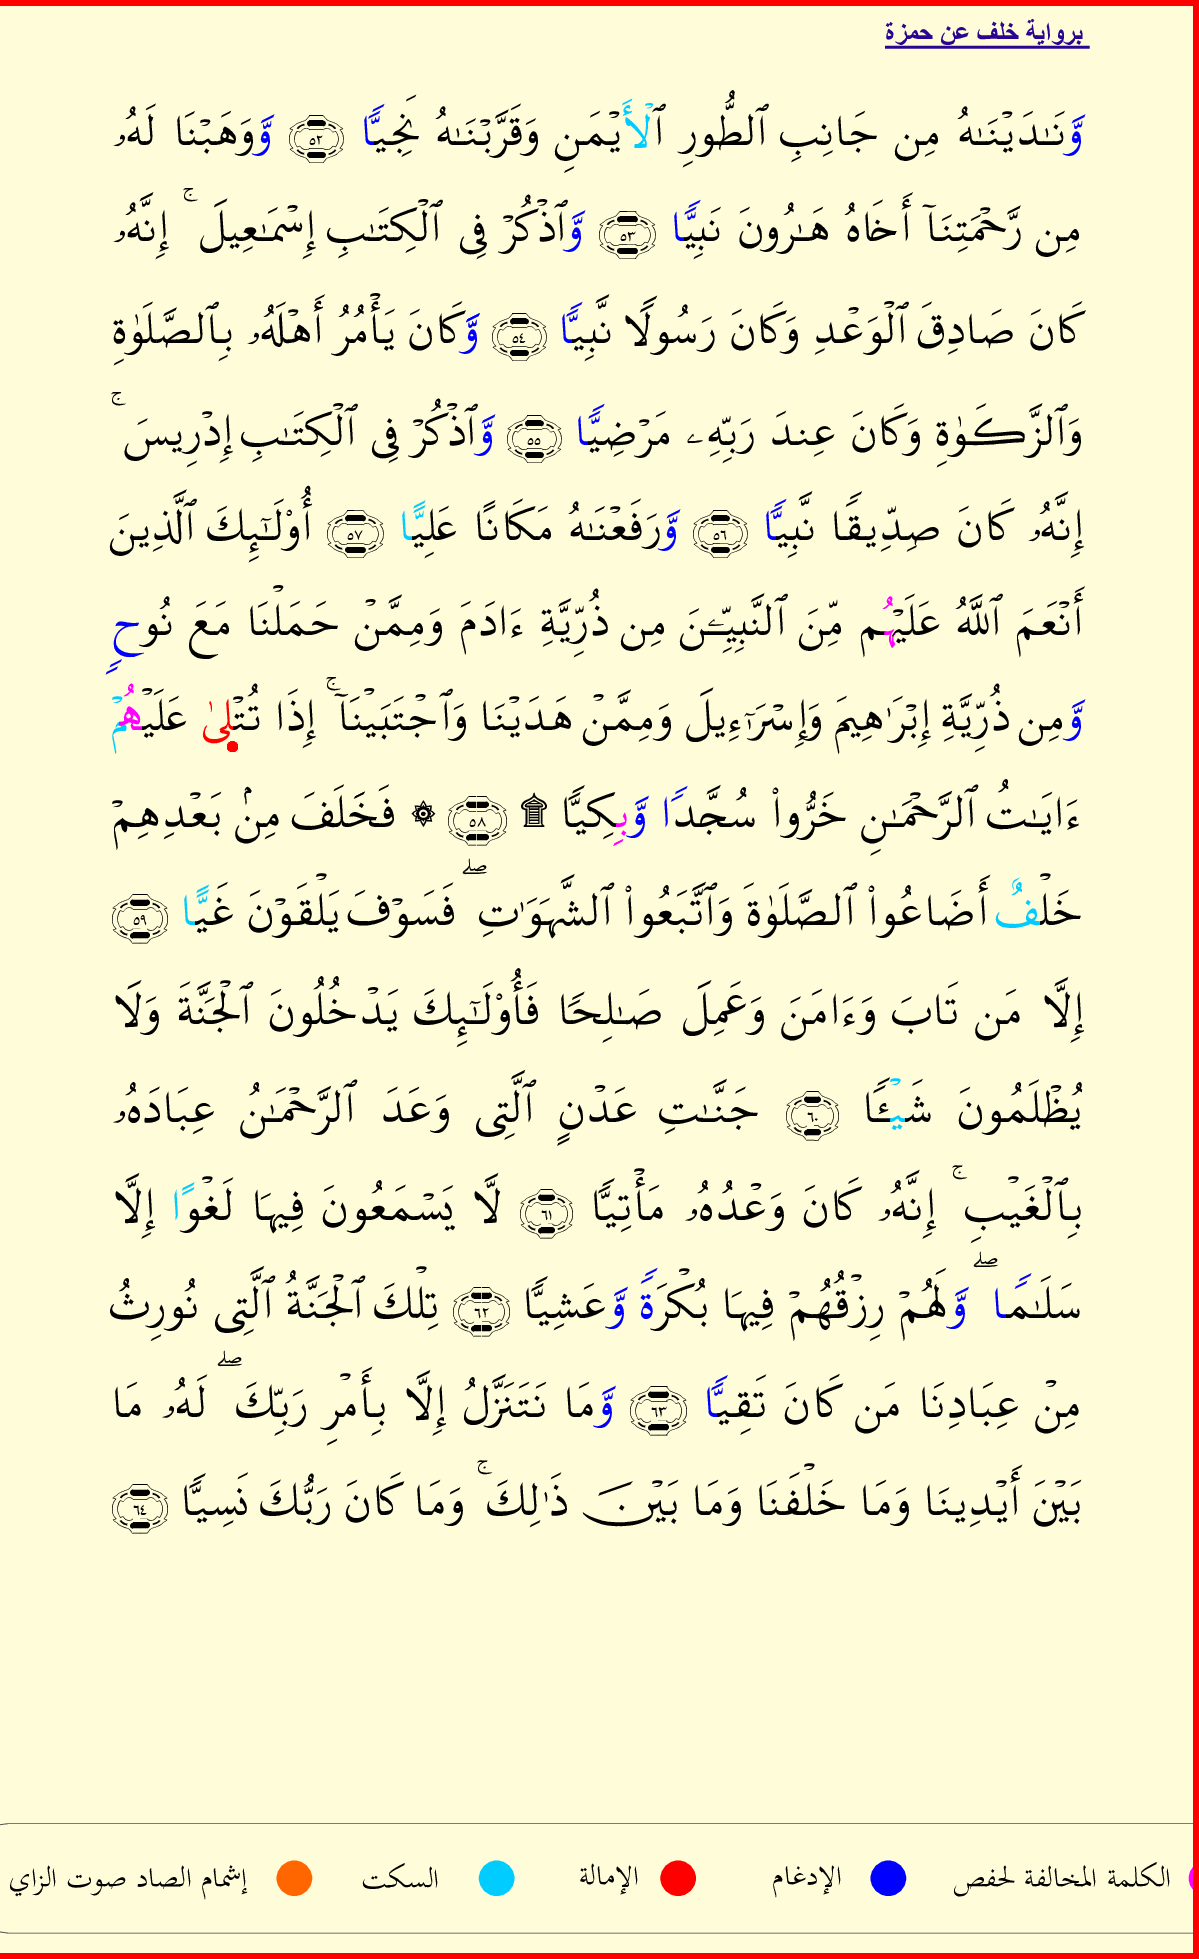 برواية خلف عن حمزة
وَّنَٰدَيْنَٰهُ مِن جَانِبِ ٱلطُّورِ ٱلْأَيْمَنِ وَقَرَّبْنَٰهُ نَجِيًّا ٥٢ وَّوَهَبْنَا لَهُۥ
مِن رَّحْمَتِنَآ أَخَاهُ هَٰرُونَ نَبِيًّا ٥٣ وَّٱذْكُرْ فِى ٱلْكِتَٰبِ إِسْمَٰعِيلَ ۚ إِنَّهُۥ
كَانَ صَادِقَ ٱلْوَعْدِ وَكَانَ رَسُولًا نَّبِيًّا ٥٤ وَّكَانَ يَأْمُرُ أَهْلَهُۥ بِٱلصَّلَوٰةِ
وَٱلزَّكَوٰةِ وَكَانَ عِندَ رَبِّهِۦ مَرْضِيًّا ٥٥ وَّٱذْكُرْ فِى ٱلْكِتَٰبِ إِدْرِيسَ ۚ
إِنَّهُۥ كَانَ صِدِّيقًا نَّبِيًّا ٥٦ وَّرَفَعْنَٰهُ مَكَانًا عَلِيًّا ٥٧ أُوْلَٰٓئِكَ ٱلَّذِينَ
أَنْعَمَ ٱللَّهُ عَلَيْهُم مِّنَ ٱلنَّبِيِّـۧنَ مِن ذُرِّيَّةِ ءَادَمَ وَمِمَّنْ حَمَلْنَا مَعَ نُوحٍ
وَّمِن ذُرِّيَّةِ إِبْرَٰهِيمَ وَإِسْرَٰٓءِيلَ وَمِمَّنْ هَدَيْنَا وَٱجْتَبَيْنَآ ۚ إِذَا تُتْلَىٰ عَلَيْهُمْ
ءَايَٰتُ ٱلرَّحْمَٰنِ خَرُّواْ سُجَّدًا وَّبِكِيًّا ۩ ٥٨ ۞ فَخَلَفَ مِنۢ بَعْدِهِمْ
خَلْفٌ أَضَاعُواْ ٱلصَّلَوٰةَ وَٱتَّبَعُواْ ٱلشَّهَوَٰتِ ۖ فَسَوْفَ يَلْقَوْنَ غَيًّا ٥٩
إِلَّا مَن تَابَ وَءَامَنَ وَعَمِلَ صَٰلِحًا فَأُوْلَٰٓئِكَ يَدْخُلُونَ ٱلْجَنَّةَ وَلَا
يُظْلَمُونَ شَيْـًٔا ٦٠ جَنَّٰتِ عَدْنٍ ٱلَّتِى وَعَدَ ٱلرَّحْمَٰنُ عِبَادَهُۥ
بِٱلْغَيْبِ ۚ إِنَّهُۥ كَانَ وَعْدُهُۥ مَأْتِيًّا ٦١ لَّا يَسْمَعُونَ فِيهَا لَغْوًا إِلَّا
سَلَٰمًا ۖ وَّلَهُمْ رِزْقُهُمْ فِيهَا بُكْرَةً وَّعَشِيًّا ٦٢ تِلْكَ ٱلْجَنَّةُ ٱلَّتِى نُورِثُ
مِنْ عِبَادِنَا مَن كَانَ تَقِيًّا ٦٣ وَّمَا نَتَنَزَّلُ إِلَّا بِأَمْرِ رَبِّكَ ۖ لَهُۥ مَا
بَيْنَ أَيْدِينَا وَمَا خَلْفَنَا وَمَا بَيْنَ ذَٰلِكَ ۚ وَمَا كَانَ رَبُّكَ نَسِيًّا ٦٤
الكلمة المخالفة لحفص الإدغام الإمالة السكت إشمام الصاد صوت الزاي